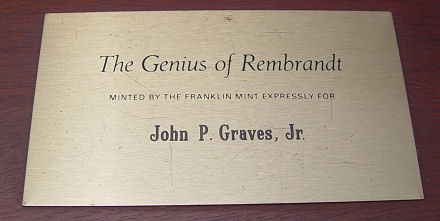 The Genius of Rembrandt
MINTED BY THE FRANKLIN MINT EXPRESSLY FOR
John P. Graves, Jr.